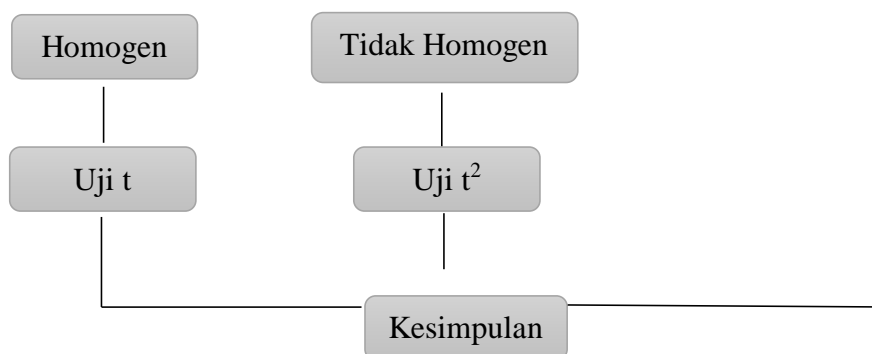 Homogen
Tidak Homogen
Uji t
Uji t²
Kesimpulan